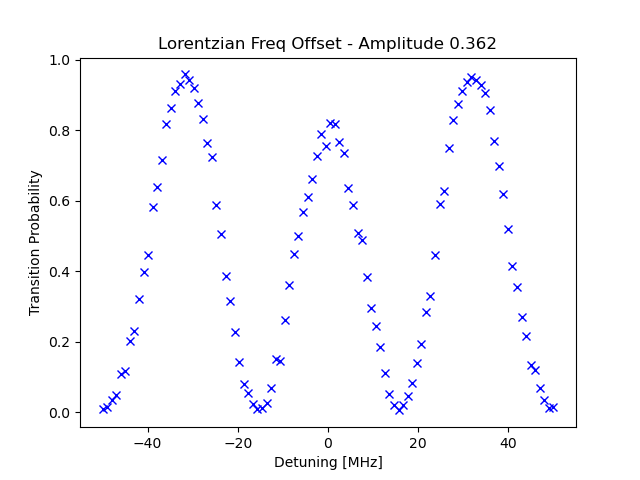 Lorentzian Freq Offset - Amplitude 0.362
1.0
0.8
0.6
0.4
0.2
0.0
Transition Probability
−40 −20 0 20 40
Detuning [MHz]